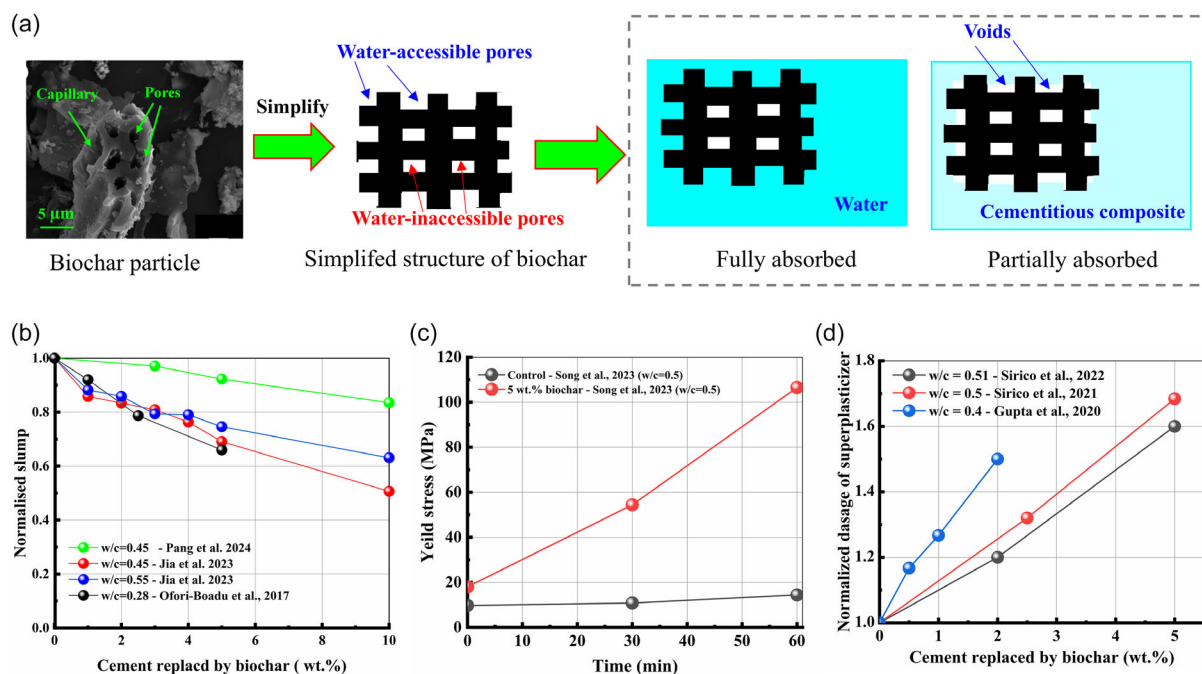 (a)
Capillary
Pores
5 μm
Biochar particle
Simplify
Water-accessible pores
Water-inaccessible pores
Simplifed structure of biochar
Water
Fully absorbed
Voids
Cementitious composite
Partially absorbed
(b)
Normalised slump
1.0
0.8
0.6
0.4
0.2
0.0
w/c=0.45 - Pang et al. 2024
w/c=0.45 - Jia et al. 2023
w/c=0.55 - Jia et al. 2023
w/c=0.28 - Ofori-Boadu et al., 2017
0 2 4 6 8 10
Cement replacd by biochar ( wt.%)
(c)
Yeild stress (MPa)
120
100
80
60
40
20
0
Control - Song et al., 2023 (w/c=0.5)
5 wt.% biochar - Song et al., 2023 (w/c=0.5)
0 30 60
Time (min)
(d)
Normalized dasage of superplasticizer
1.8
1.6
1.4
1.2
1.0
w/c = 0.51 - Sirico et al., 2022
w/c = 0.5 - Sirico et al., 2021
w/c = 0.4 - Gupta et al., 2020
0 1 2 3 4 5
Cement replaced by biochar (wt.%)